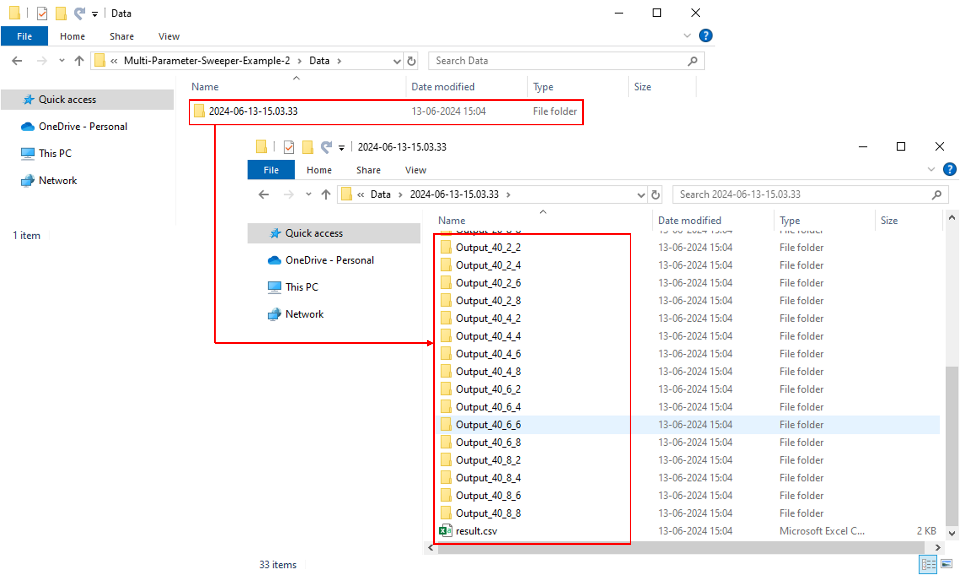 Data
File Home Share View
« Multi-Parameter-Sweeper-Example-2 > Data > Search Data
Name Date modified Type Size
Quick access
2024-06-13-15.03.33 13-06-2024 15:04 File folder
OneDrive - Personal
This PC
Network
1 item
2024-06-13-15.03.33
File Home Share View
« Data > 2024-06-13-15.03.33 > Search 2024-06-13-15.03.33
Name Date modified Type Size
Quick access
OneDrive - Personal
This PC
Network
Output_40_2_2 13-06-2024 15:04 File folder
Output_40_2_4 13-06-2024 15:04 File folder
Output_40_2_6 13-06-2024 15:04 File folder
Output_40_2_8 13-06-2024 15:04 File folder
Output_40_4_2 13-06-2024 15:04 File folder
Output_40_4_4 13-06-2024 15:04 File folder
Output_40_4_6 13-06-2024 15:04 File folder
Output_40_4_8 13-06-2024 15:04 File folder
Output_40_6_2 13-06-2024 15:04 File folder
Output_40_6_4 13-06-2024 15:04 File folder
Output_40_6_6 13-06-2024 15:04 File folder
Output_40_6_8 13-06-2024 15:04 File folder
Output_40_8_2 13-06-2024 15:04 File folder
Output_40_8_4 13-06-2024 15:04 File folder
Output_40_8_6 13-06-2024 15:04 File folder
Output_40_8_8 13-06-2024 15:04 File folder
result.csv 13-06-2024 15:04 Microsoft Excel C... 2 KB
33 items